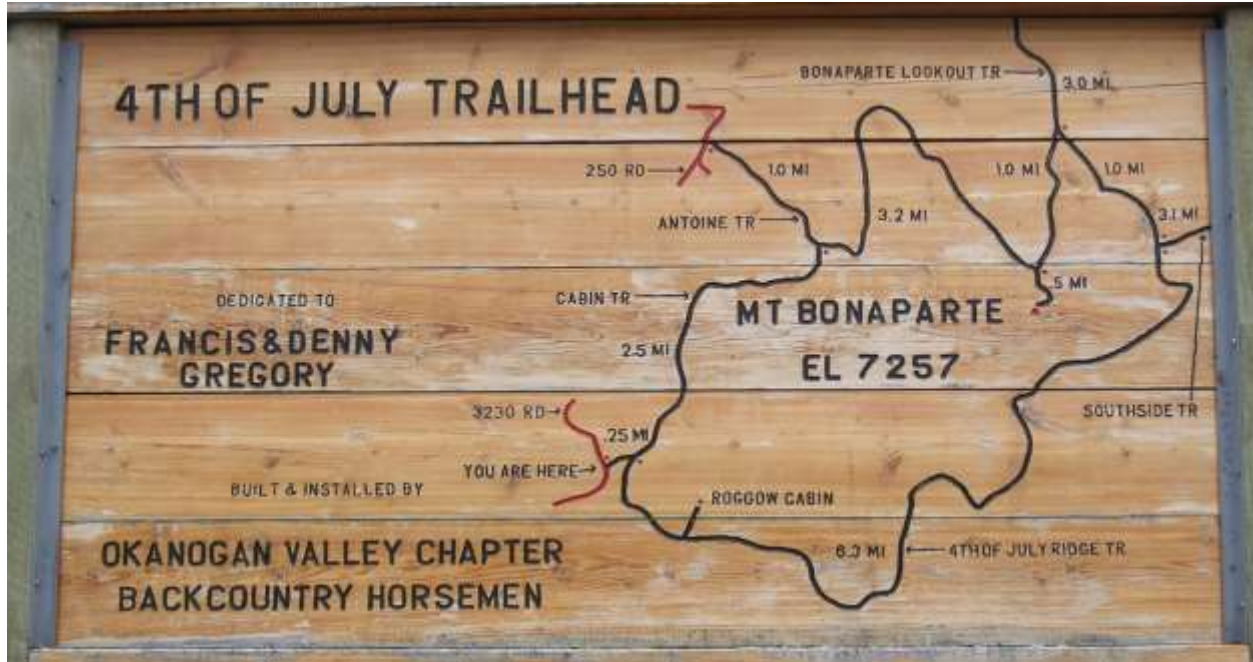 4TH OF JULY TRAILHEAD
BONAPARTE LOOKOUT TR
3.0 MI.
250 RD
1.0 MI
1.0 MI
1.0 MI
ANTOINE TR
3.2 MI
3.1 MI
DEDICATED TO
CABIN TR
.5 MI
MT BONAPARTE
FRANCIS & DENNY
GREGORY
2.5 MI
EL 7257
3230 RD
SOUTHSIDE TR
.25 MI
YOU ARE HERE
BUILT & INSTALLED BY
ROGGOW CABIN
OKANOGAN VALLEY CHAPTER
BACKCOUNTRY HORSEMEN
4TH OF JULY RIDGE TR